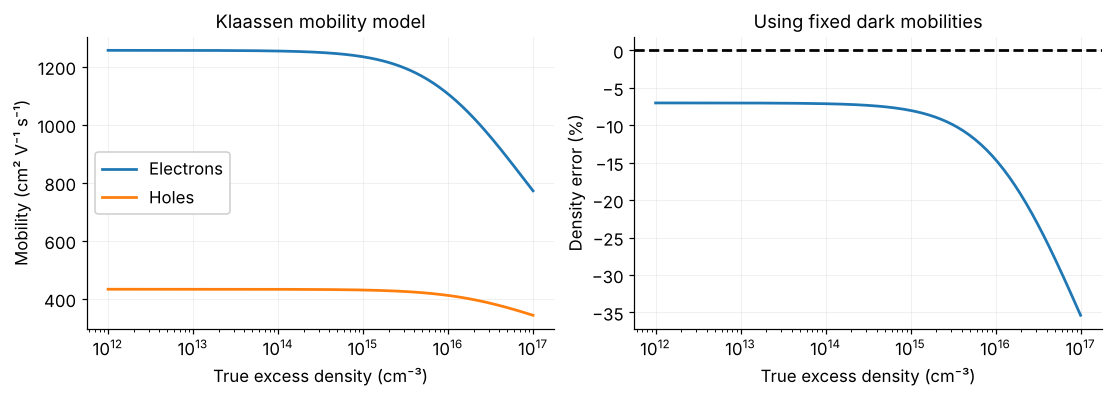 Klaassen mobility model
Mobility (cm² V⁻¹ s⁻¹)
1200
1000
800
600
400
Electrons
Holes
10¹² 10¹³ 10¹⁴ 10¹⁵ 10¹⁶ 10¹⁷
True excess density (cm⁻³)
Using fixed dark mobilities
Density error (%)
0
−5
−10
−15
−20
−25
−30
−35
10¹² 10¹³ 10¹⁴ 10¹⁵ 10¹⁶ 10¹⁷
True excess density (cm⁻³)